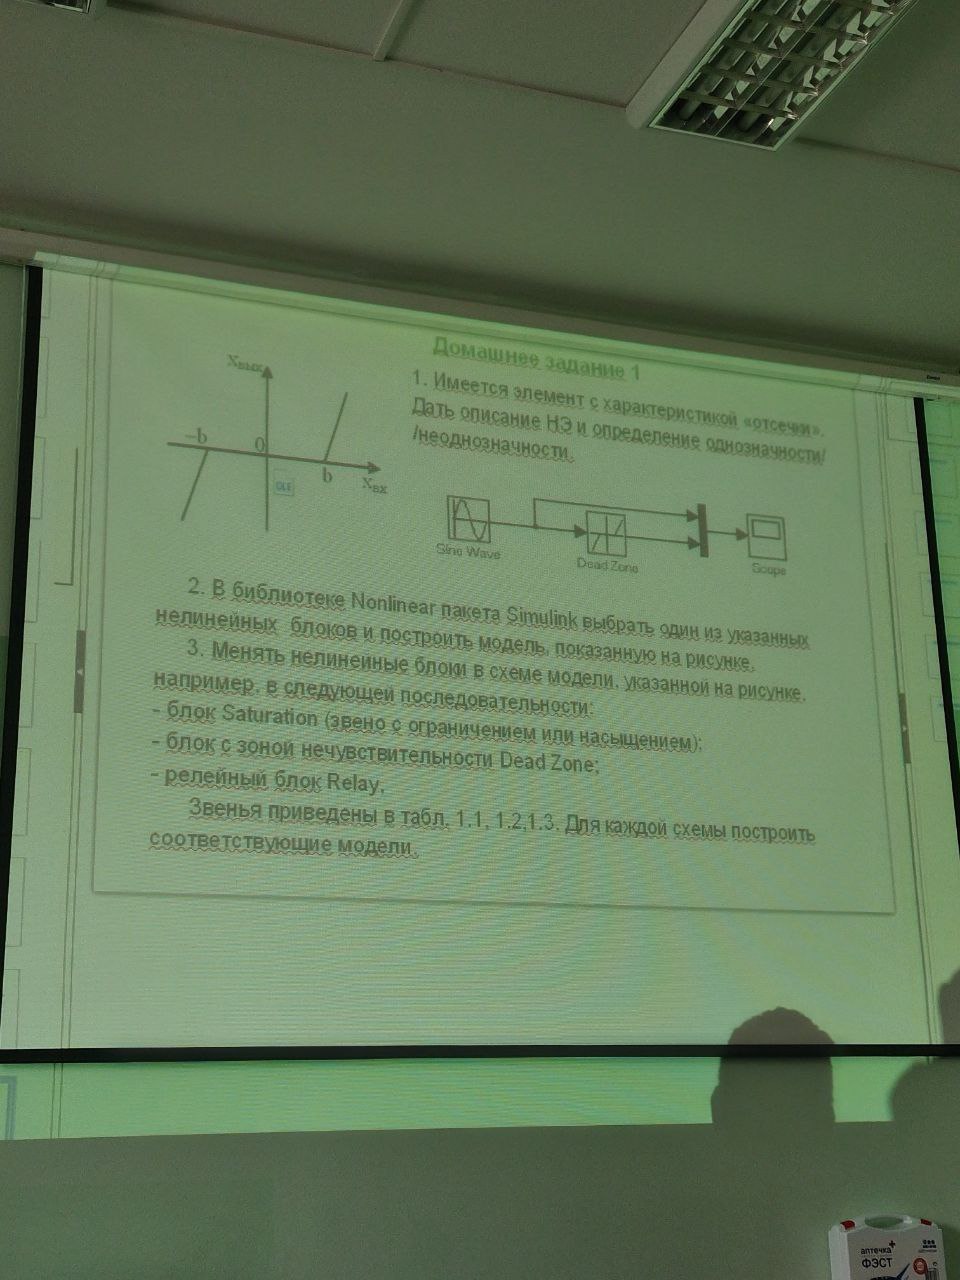 Домашнее задание 1
1. Имеется элемент с характеристикой «отсечки».
Дать описание НЭ и определение однозначности/
/неоднозначности.
Xвых
–b
0
b
Xвх
OLE
Sine Wave
Dead Zone
Scope
2. В библиотеке Nonlinear пакета Simulink выбрать один из указанных
нелинейных блоков и построить модель, показанную на рисунке.
3. Менять нелинейные блоки в схеме модели, указанной на рисунке,
например, в следующей последовательности:
- блок Saturation (звено с ограничением или насыщением);
- блок с зоной нечувствительности Dead Zone;
- релейный блок Relay,
Звенья приведены в табл. 1.1, 1.2,1.3. Для каждой схемы построить
соответствующие модели.
аптечка
ФЭСТ